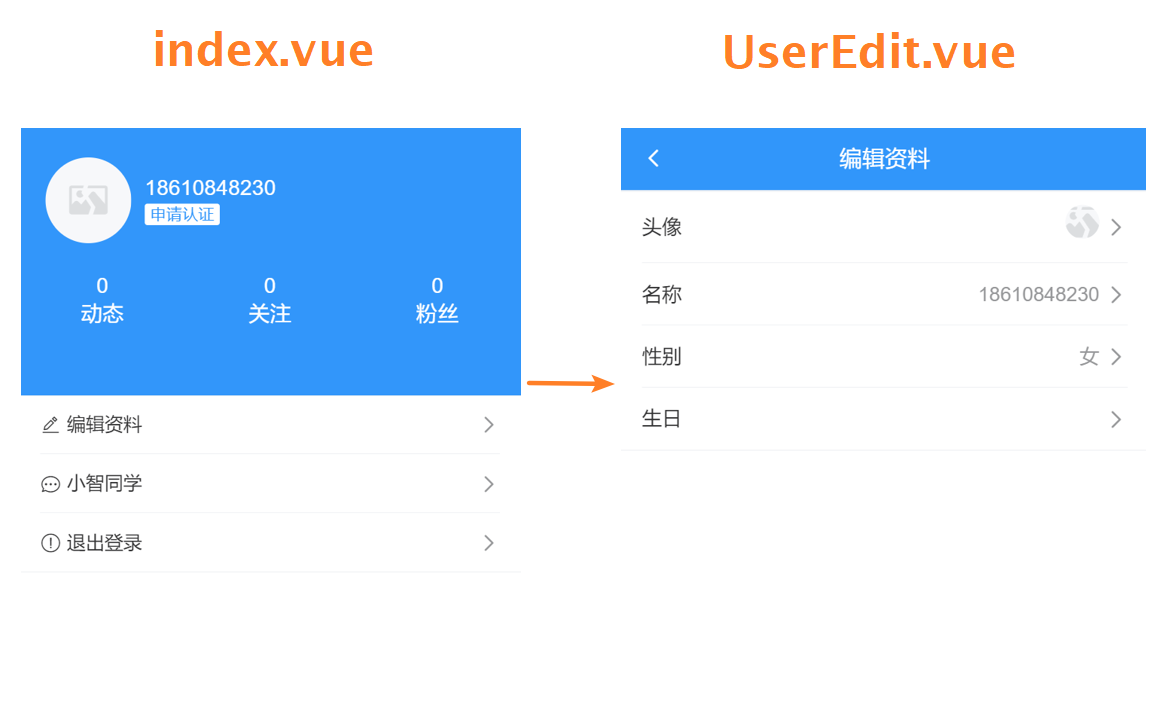 index.vue
18610848230
申请认证
0 0 0
动态 关注 粉丝
编辑资料
小智同学
退出登录
UserEdit.vue
编辑资料
头像
名称 18610848230
性别 女
生日